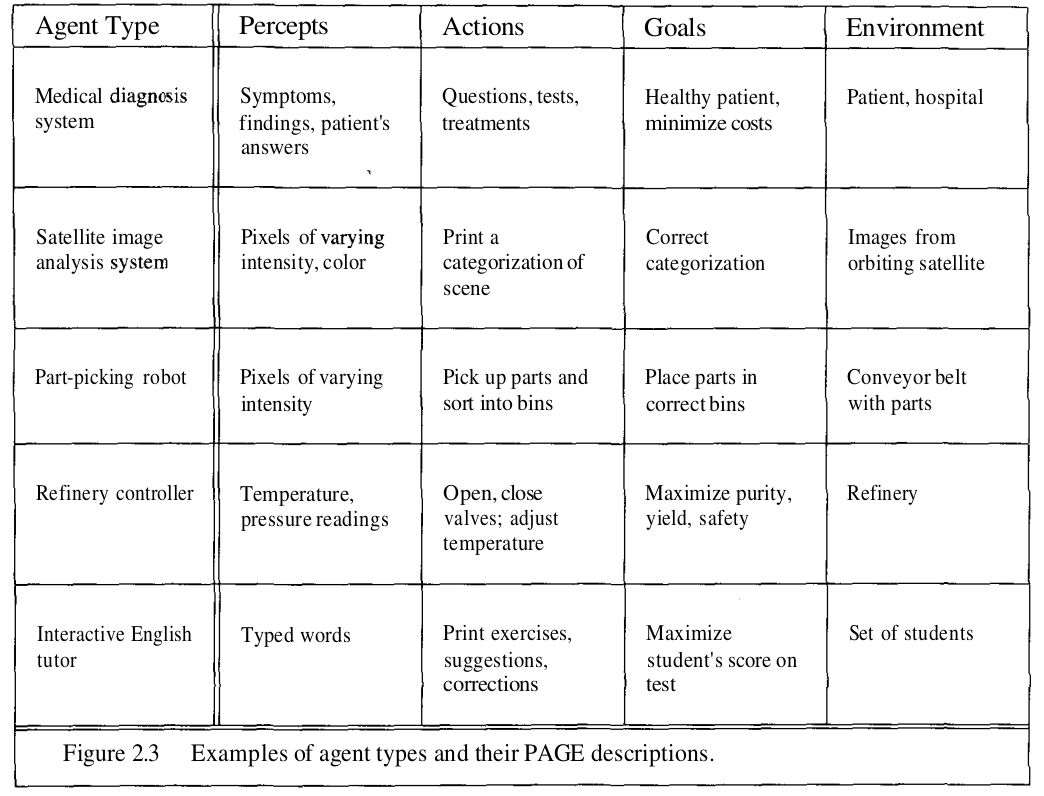 Agent Type Percepts Actions Goals Environment
Medical diagnosis
system
Symptoms,
findings, patient's
answers
Questions, tests,
treatments
Healthy patient,
minimize costs
Patient, hospital
Satellite image
analysis system
Pixels of varying
intensity, color
Print a
categorization of
scene
Correct
categorization
Images from
orbiting satellite
Part-picking robot
Pixels of varying
intensity
Pick up parts and
sort into bins
Place parts in
correct bins
Conveyor belt
with parts
Refinery controller
Temperature,
pressure readings
Open, close
valves; adjust
temperature
Maximize purity,
yield, safety
Refinery
Interactive English
tutor
Typed words
Print exercises,
suggestions,
corrections
Maximize
student's score on
test
Set of students
Figure 2.3 Examples of agent types and their PAGE descriptions.